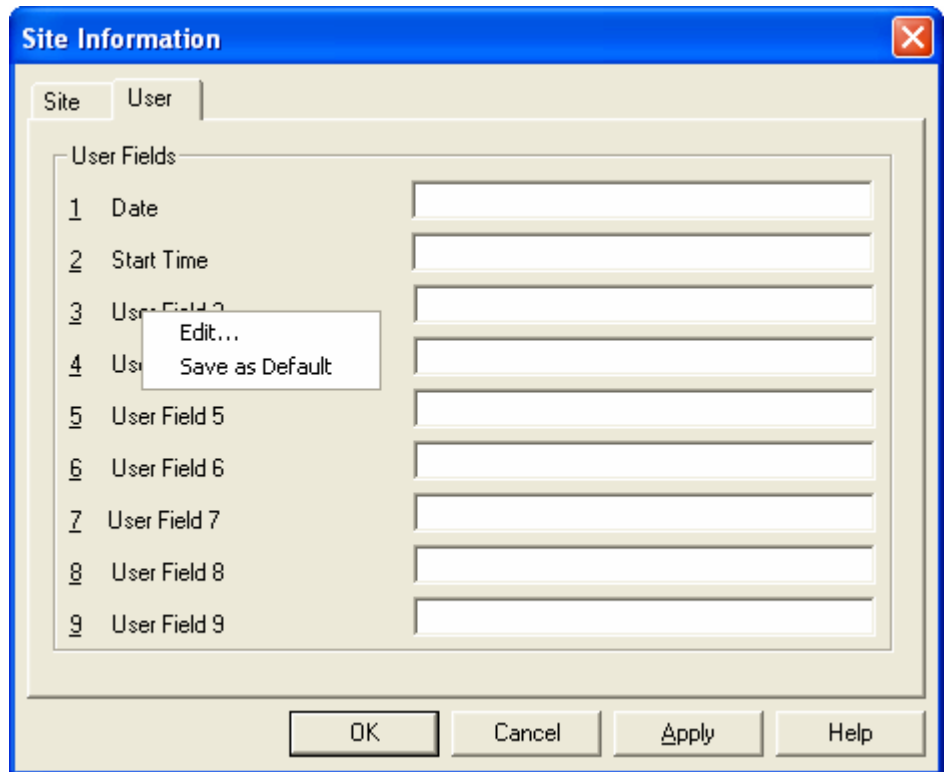 Site Information
Site User
User Fields
1 Date
2 Start Time
3
Edit...
4
Save as Default
5 User Field 5
6 User Field 6
7 User Field 7
8 User Field 8
9 User Field 9
OK Cancel Apply Help